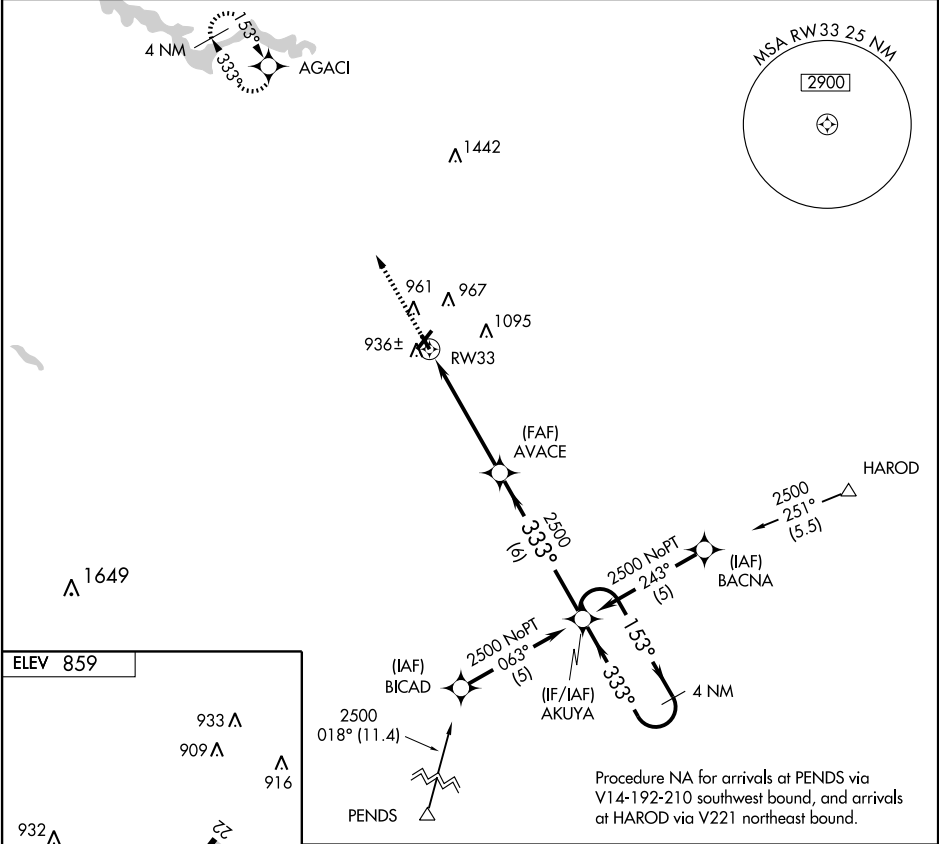 153°
4 NM
333°
AGACI
MSA RW33 25 NM
2900
1442
961
967
1095
936±
RW33
(FAF)
AVACE
HAROD
2500
251°
(5.5)
2500
333°
(6)
2500 NoPT
243°
(5)
(IAF)
BACNA
1649
2500 NoPT
063°
(5)
(IAF)
BICAD
(IF/IAF)
AKUYA
153°
333°
4 NM
2500
018° (11.4)
PENDS
Procedure NA for arrivals at PENDS via
V14-192-210 southwest bound, and arrivals
at HAROD via V221 northeast bound.
ELEV 859
933
909
916
932
22